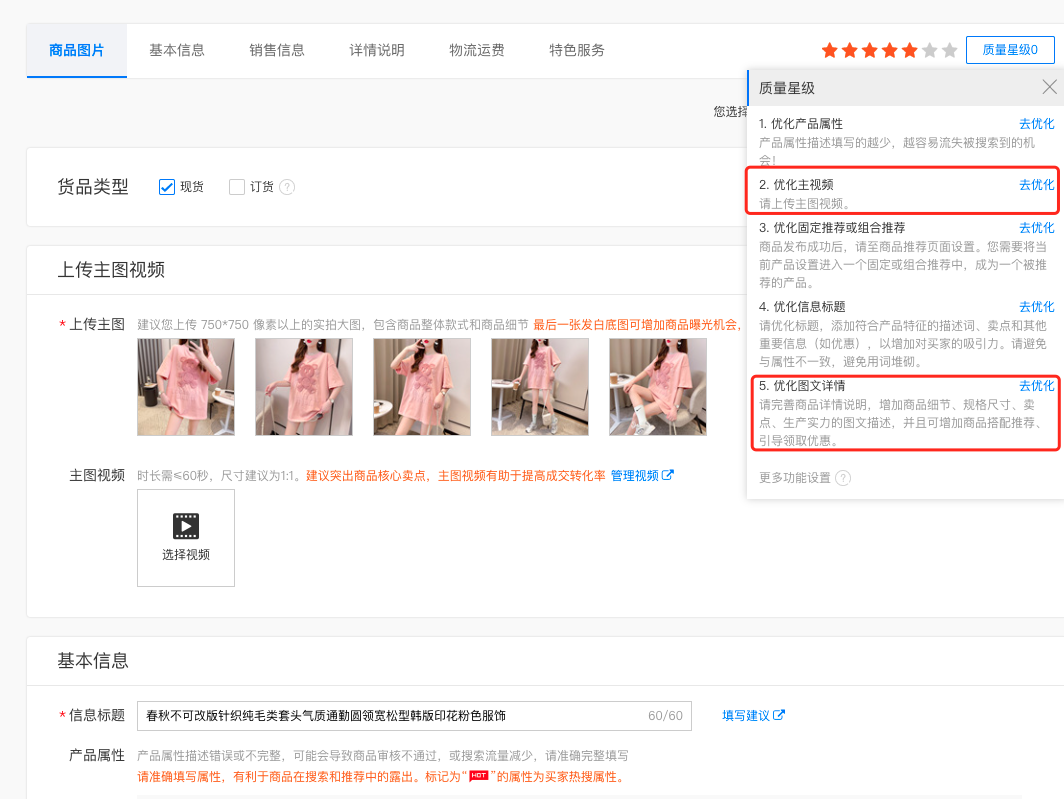 商品图片 基本信息 销售信息 详情说明 物流运费 特色服务 质量星级0
质量星级
您选择
1. 优化产品属性 去优化
产品属性描述填写的越少，越容易流失被搜索到的机
会！
2. 优化主视频 去优化
请上传主图视频。
3. 优化固定推荐或组合推荐 去优化
商品发布成功后，请至商品推荐页面设置。您需要将当
前产品设置进入一个固定或组合推荐中，成为一个被推
荐的产品。
4. 优化信息标题 去优化
请优化标题，添加符合产品特征的描述词、卖点和其他
重要信息（如优惠），以增加对买家的吸引力。请避免
与属性不一致，避免用词堆砌。
5. 优化图文详情 去优化
请完善商品详情说明，增加商品细节、规格尺寸、卖
点、生产实力的图文描述，并且可增加商品搭配推荐、
引导领取优惠。
更多功能设置 ?
货品类型 现货 订货 ?
上传主图视频
* 上传主图 建议您上传 750*750 像素以上的实拍大图，包含商品整体款式和商品细节 最后一张发白底图可增加商品曝光机会，
主图视频 时长需≤60秒，尺寸建议为1:1。建议突出商品核心卖点，主图视频有助于提高成交转化率 管理视频
选择视频
基本信息
* 信息标题 春秋不可改版针织纯毛类套头气质通勤圆领宽松型韩版印花粉色服饰 60/60 填写建议
产品属性 产品属性描述错误或不完整，可能会导致商品审核不通过，或搜索流量减少，请准确完整填写
请准确填写属性，有利于商品在搜索和推荐中的露出。标记为“HOT”的属性为买家热搜属性。